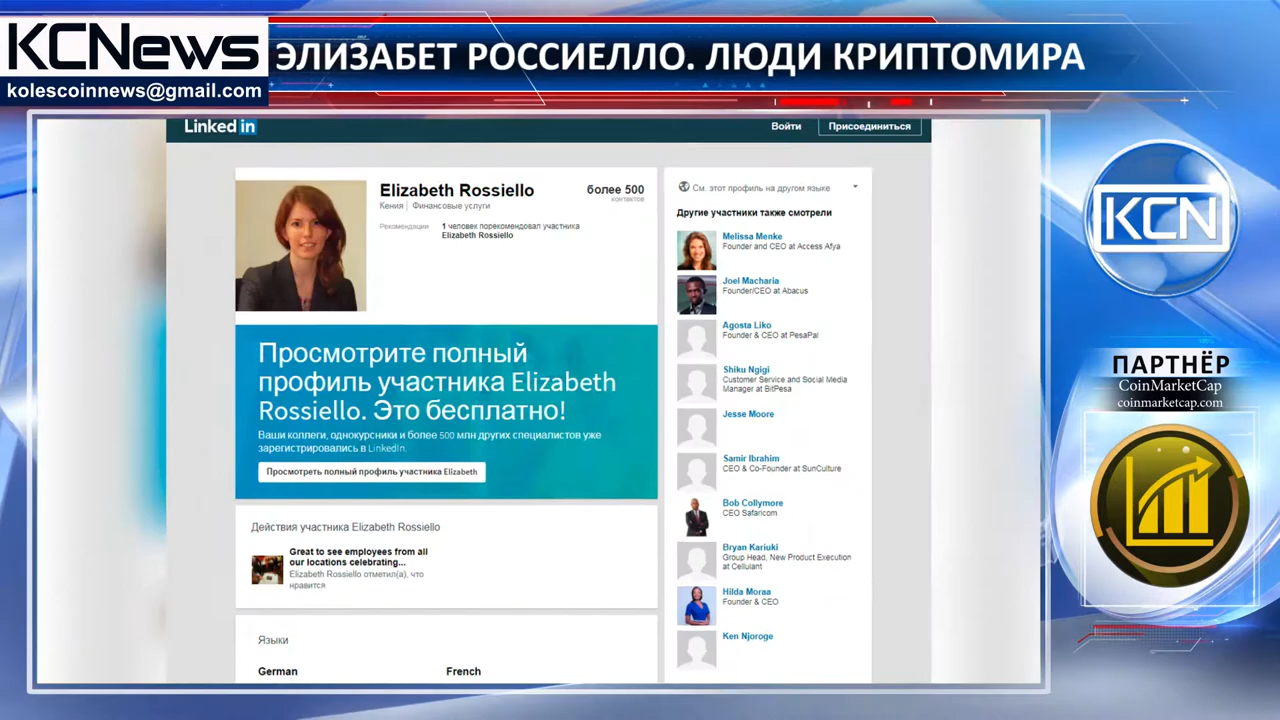 KCNews
kolescoinnews@gmail.com
ЭЛИЗАБЕТ РОССИЕЛЛО. ЛЮДИ КРИПТОМИРА
Linked in
Войти
Присоединиться
Elizabeth Rossiello
Кения
Финансовые услуги
более 500
контактов
Рекомендации
1 человек порекомендовал участника
Elizabeth Rossiello
Просмотрите полный
профиль участника Elizabeth
Rossiello. Это бесплатно!
Ваши коллеги, однокурсники и более 500 млн других специалистов уже
зарегистрировались в LinkedIn.
Просмотреть полный профиль участника Elizabeth
Действия участника Elizabeth Rossiello
Great to see employees from all
our locations celebrating...
Elizabeth Rossiello отметил(а), что
нравится
Языки
German
French
См. этот профиль на другом языке
Другие участники также смотрели
Melissa Menke
Founder and CEO at Access Afya
Joel Macharia
Founder/CEO at Abacus
Agosta Liko
Founder & CEO at PesaPal
Shiku Ngigi
Customer Service and Social Media
Manager at BitPesa
Jesse Moore
Samir Ibrahim
CEO & Co-Founder at SunCulture
Bob Collymore
CEO Safaricom
Bryan Kariuki
Group Head, New Product Execution
at Cellulant
Hilda Moraa
Founder & CEO
Ken Njoroge
KCN
ПАРТНЁР
CoinMarketCap
coinmarketcap.com